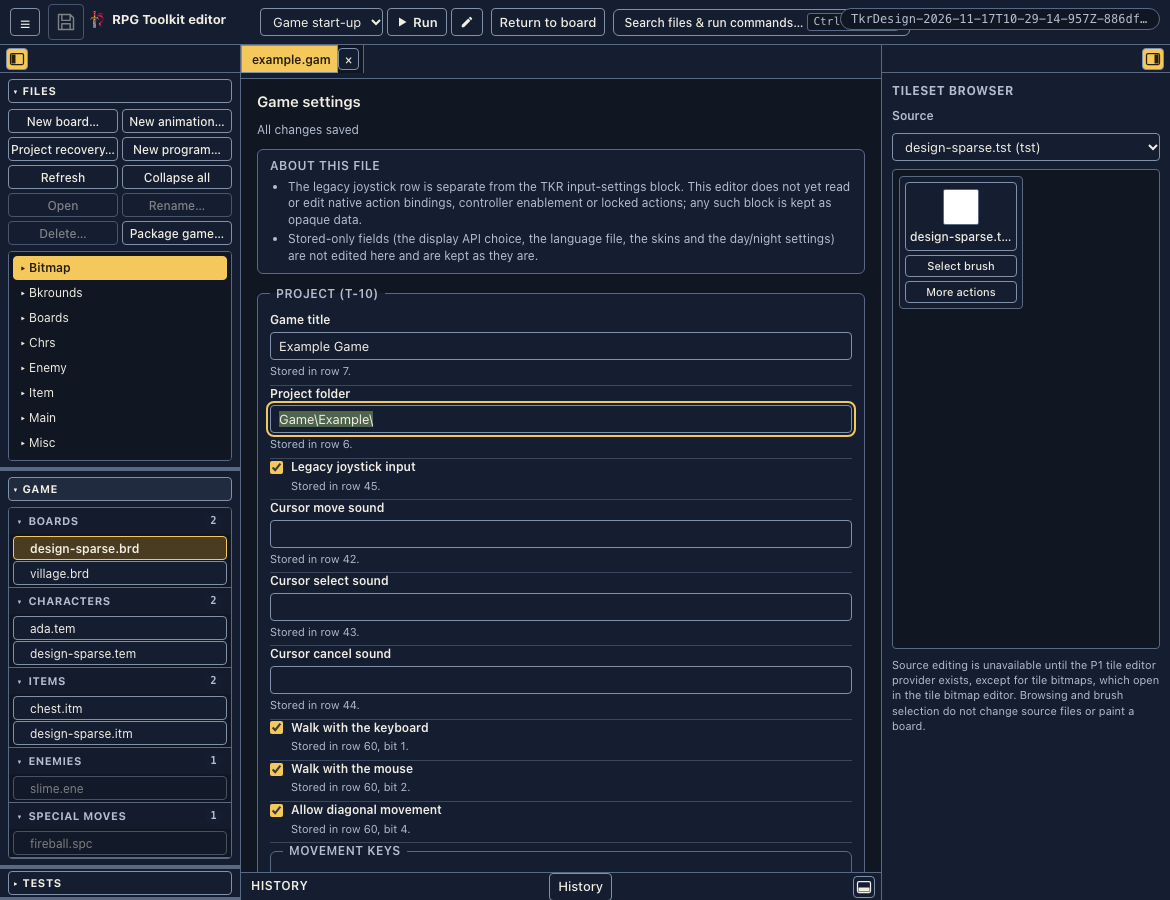 RPG Toolkit editor
Game start-up
Run
Return to board
Search files & run commands... Ctrl
TkrDesign-2026-11-17T10-29-14-957Z-886df…
FILES
New board...
New animation...
Project recovery...
New program...
Refresh
Collapse all
Open
Rename...
Delete...
Package game...
Bitmap
Bkrounds
Boards
Chrs
Enemy
Item
Main
Misc
GAME
BOARDS 2
design-sparse.brd
village.brd
CHARACTERS 2
ada.tem
design-sparse.tem
ITEMS 2
chest.itm
design-sparse.itm
ENEMIES 1
slime.ene
SPECIAL MOVES 1
fireball.spc
TESTS
example.gam ×
Game settings
All changes saved
ABOUT THIS FILE
• The legacy joystick row is separate from the TKR input-settings block. This editor does not yet read
or edit native action bindings, controller enablement or locked actions; any such block is kept as
opaque data.
• Stored-only fields (the display API choice, the language file, the skins and the day/night settings)
are not edited here and are kept as they are.
PROJECT (T-10)
Game title
Example Game
Stored in row 7.
Project folder
Game\Example\
Stored in row 6.
Legacy joystick input
Stored in row 45.
Cursor move sound
Stored in row 42.
Cursor select sound
Stored in row 43.
Cursor cancel sound
Stored in row 44.
Walk with the keyboard
Stored in row 60, bit 1.
Walk with the mouse
Stored in row 60, bit 2.
Allow diagonal movement
Stored in row 60, bit 4.
MOVEMENT KEYS
HISTORY
History
TILESET BROWSER
Source
design-sparse.tst (tst)
design-sparse.t...
Select brush
More actions
Source editing is unavailable until the P1 tile editor
provider exists, except for tile bitmaps, which open
in the tile bitmap editor. Browsing and brush
selection do not change source files or paint a
board.